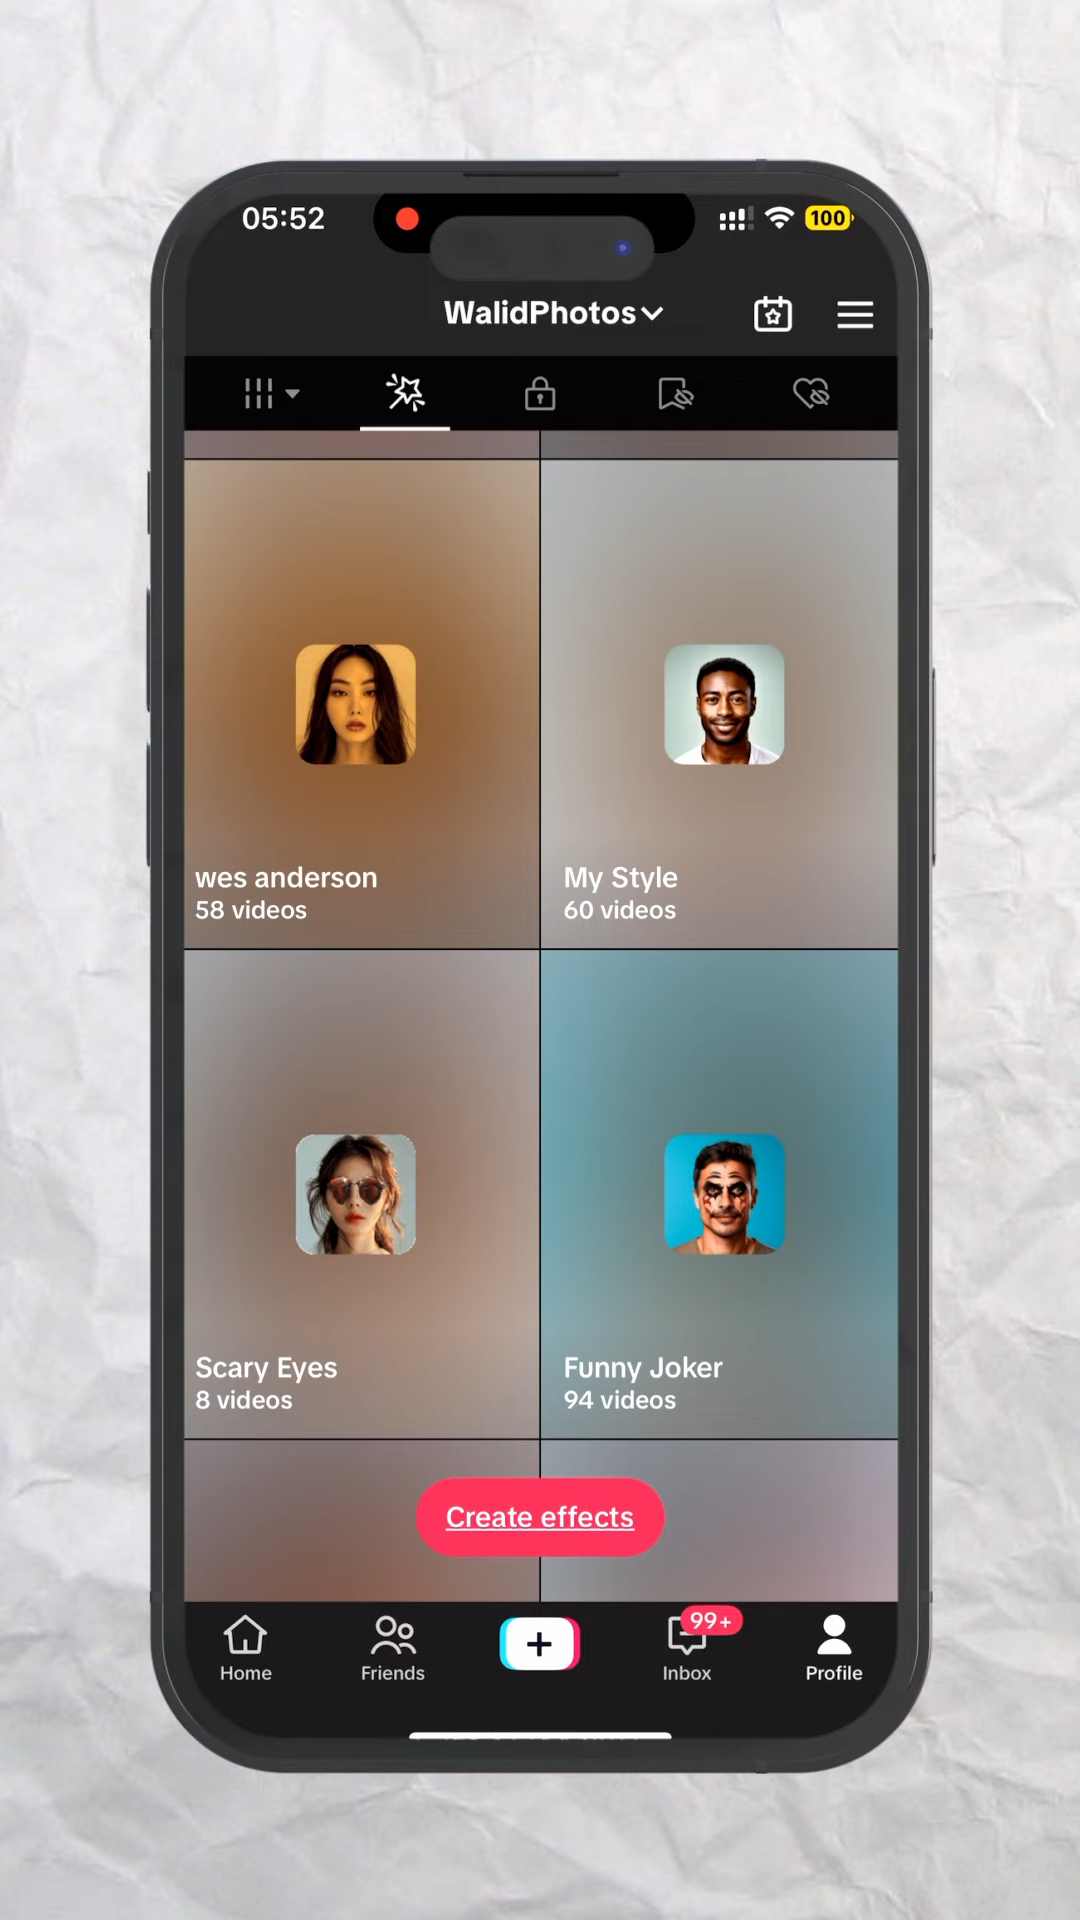 05:52
100
WalidPhotos
wes anderson
58 videos
My Style
60 videos
Scary Eyes
8 videos
Funny Joker
94 videos
Create effects
99+
Home
Friends
Inbox
Profile